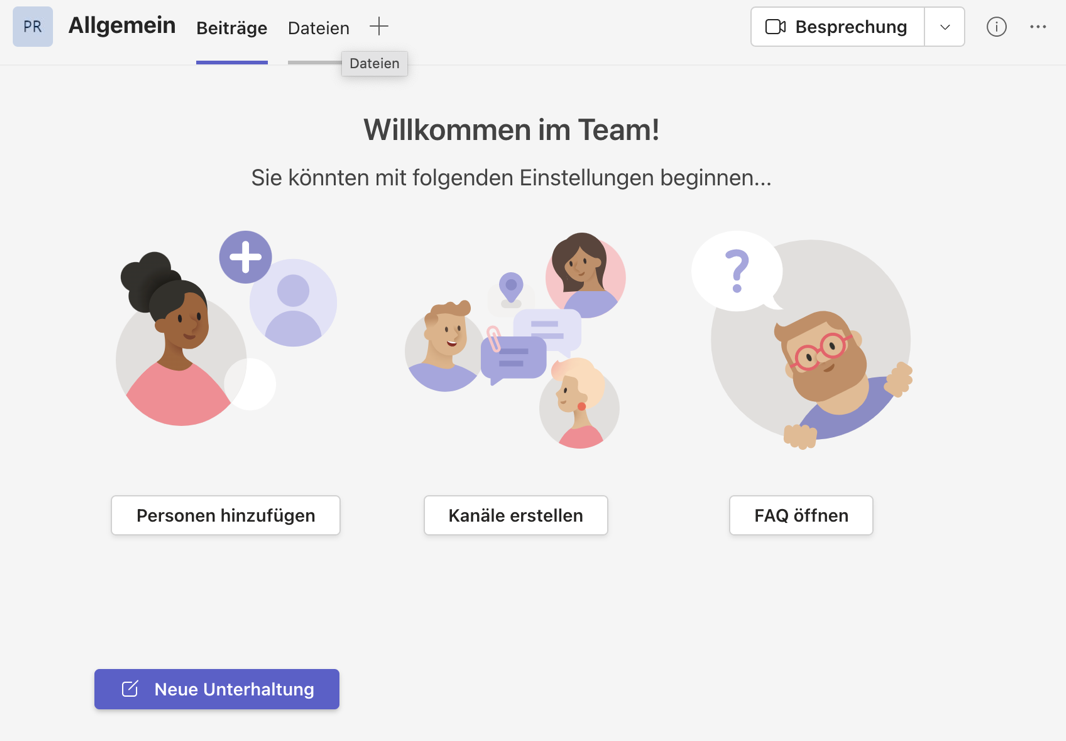 PR Allgemein Beiträge Dateien Besprechung
Dateien
Willkommen im Team!
Sie könnten mit folgenden Einstellungen beginnen...
?
Personen hinzufügen Kanäle erstellen FAQ öffnen
Neue Unterhaltung